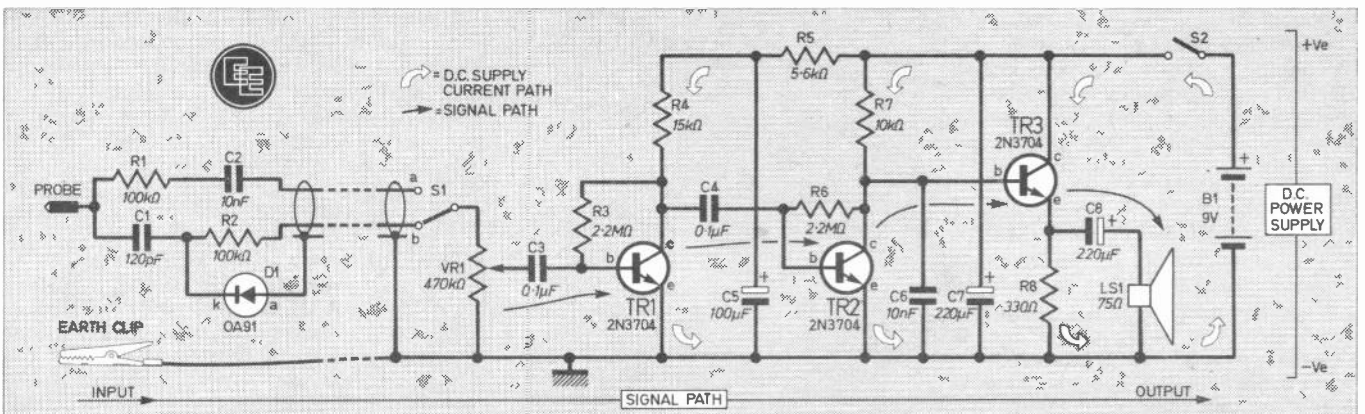 = D.C. SUPPLY
CURRENT PATH
= SIGNAL PATH
PROBE
R1
100kΩ
C2
10nF
C1
120pF
R2
100kΩ
D1
k
a
OA91
EARTH CLIP
a
S1
b
VR1
470kΩ
C3
0·1µF
R3
2·2MΩ
R4
15kΩ
b
c
e
TR1
2N3704
C4
0·1µF
C5
100µF
+
R5
5·6kΩ
R6
2·2MΩ
R7
10kΩ
b
c
e
TR2
2N3704
C6
10nF
C7
220µF
+
TR3
2N3704
b
c
e
C8
220µF
+
R8
330Ω
LS1
75Ω
S2
B1
9V
+
+Ve
D.C.
POWER
SUPPLY
−Ve
INPUT
SIGNAL PATH
OUTPUT